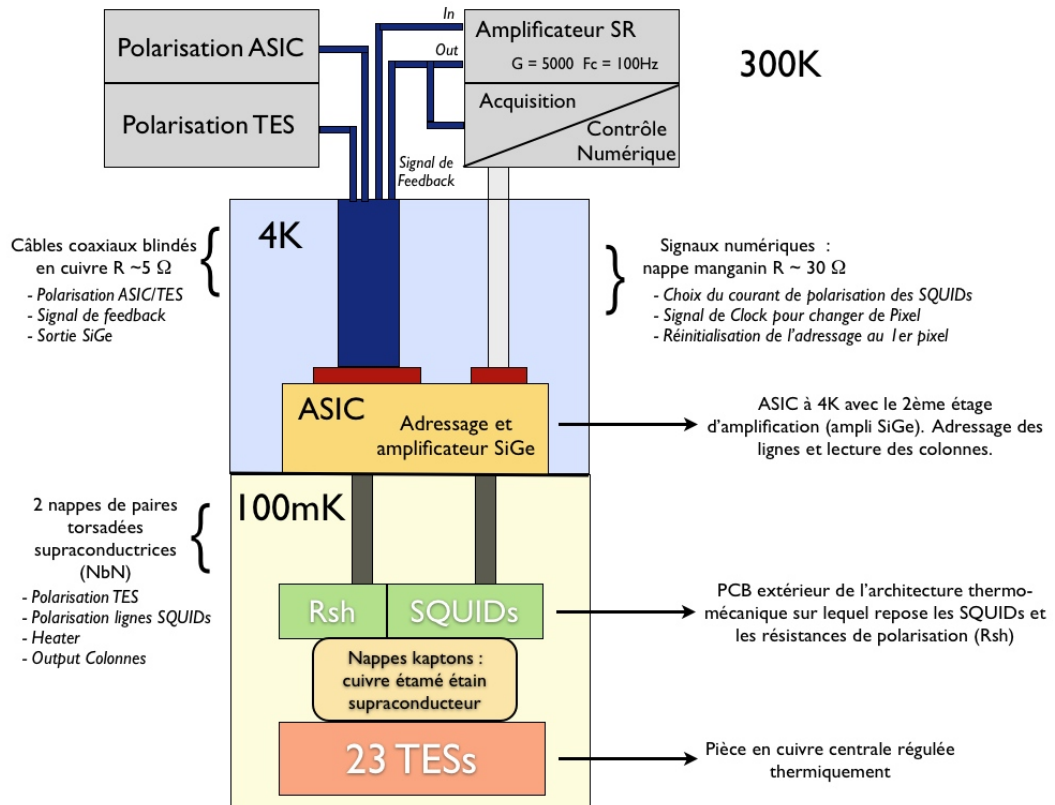 Polarisation ASIC
Polarisation TES
In
Out
Amplificateur SR
G = 5000 Fc = 100Hz
Acquisition
Contrôle
Numérique
300K
Signal de
Feedback
4K
Câbles coaxiaux blindés
en cuivre R ~5 Ω
- Polarisation ASIC/TES
- Signal de feedback
- Sortie SiGe
Signaux numériques :
nappe manganin R ~ 30 Ω
- Choix du courant de polarisation des SQUIDs
- Signal de Clock pour changer de Pixel
- Réinitialisation de l'adressage au 1er pixel
ASIC
Adressage et
amplificateur SiGe
ASIC à 4K avec le 2ème étage
d'amplification (ampli SiGe). Adressage des
lignes et lecture des colonnes.
100mK
2 nappes de paires
torsadées
supraconductrices
(NbN)
- Polarisation TES
- Polarisation lignes SQUIDs
- Heater
- Output Colonnes
Rsh
SQUIDs
PCB extérieur de l'architecture thermo-
mécanique sur lequel repose les SQUIDs et
les résistances de polarisation (Rsh)
Nappes kaptons :
cuivre étamé étain
supraconducteur
23 TESs
Pièce en cuivre centrale régulée
thermiquement